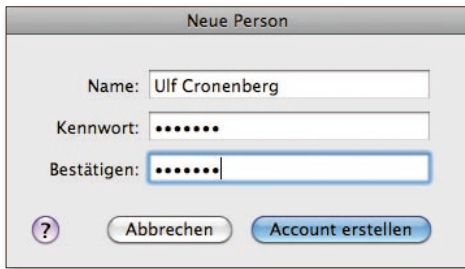 Neue Person
Name: Ulf Cronenberg
Kennwort: •••••••
Bestätigen: •••••••
? Abbrechen Account erstellen